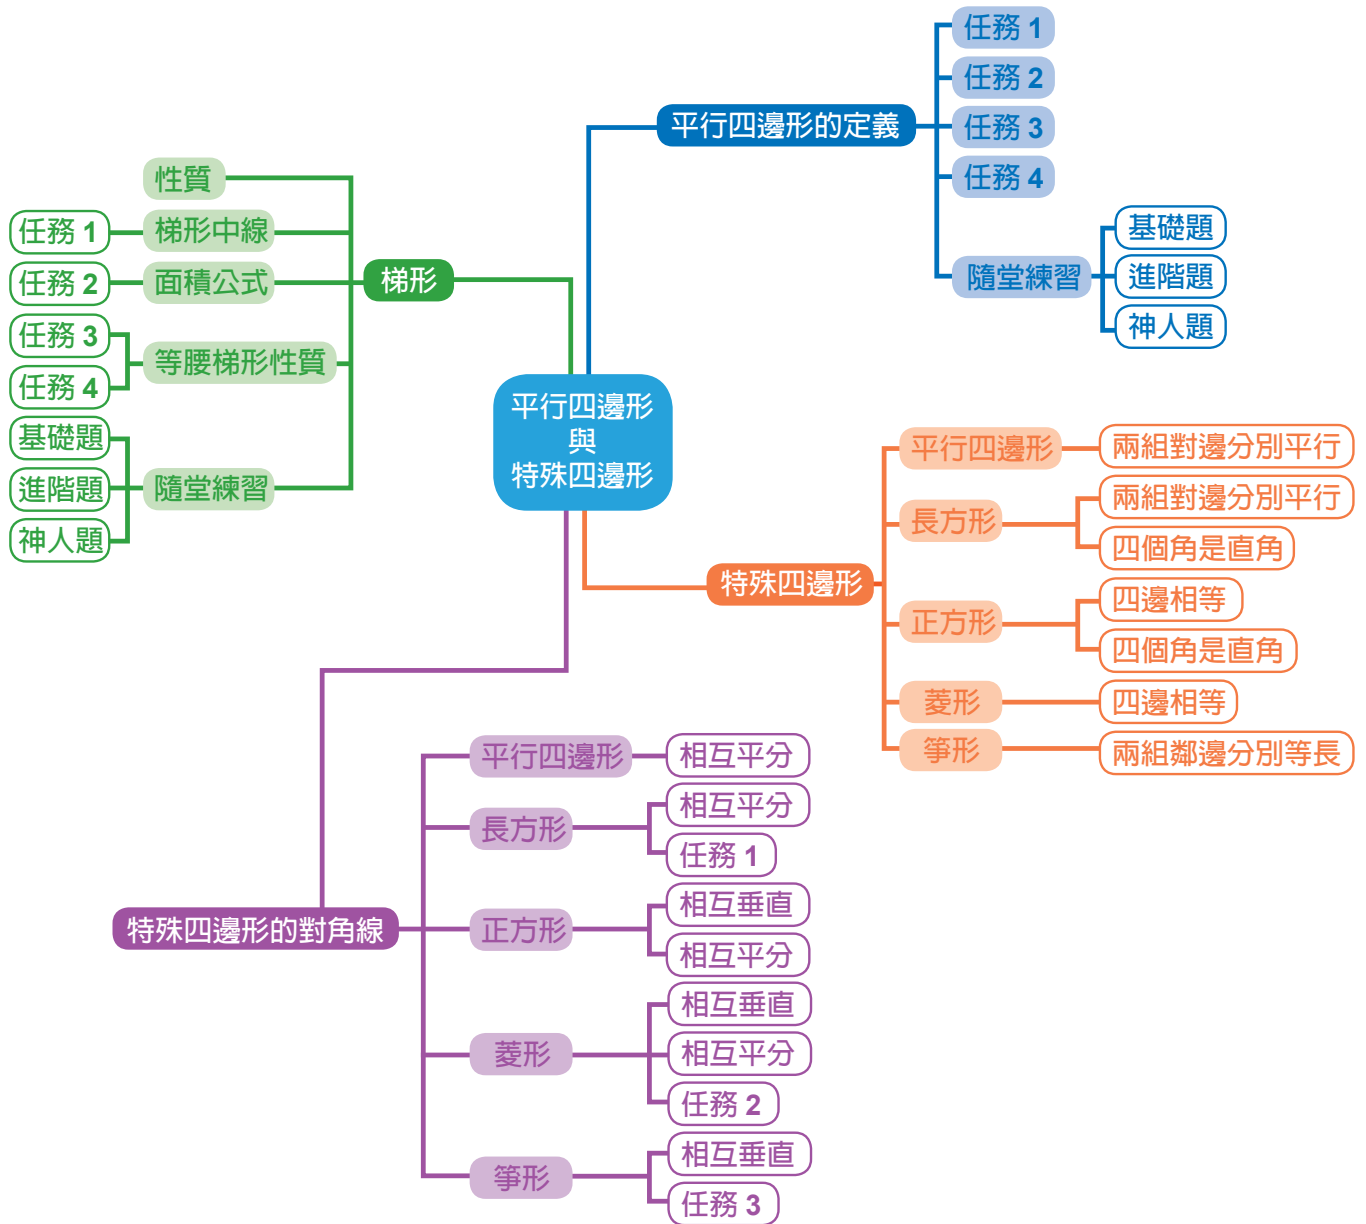 平行四邊形
與
特殊四邊形
平行四邊形的定義
任務 1
任務 2
任務 3
任務 4
隨堂練習
基礎題
進階題
神人題
特殊四邊形
平行四邊形
兩組對邊分別平行
長方形
兩組對邊分別平行
四個角是直角
正方形
四邊相等
四個角是直角
菱形
四邊相等
箏形
兩組鄰邊分別等長
特殊四邊形的對角線
平行四邊形
相互平分
長方形
相互平分
任務 1
正方形
相互垂直
相互平分
菱形
相互垂直
相互平分
任務 2
箏形
相互垂直
任務 3
梯形
性質
梯形中線
任務 1
面積公式
任務 2
等腰梯形性質
任務 3
任務 4
隨堂練習
基礎題
進階題
神人題